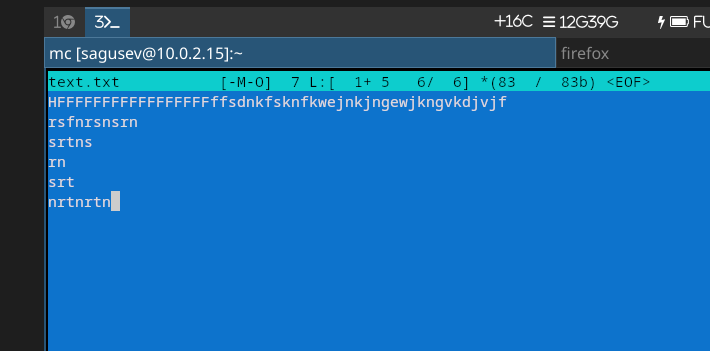 1 3 +16C 12G39G FU
mc [sagusev@10.0.2.15]:~ firefox
text.txt [-M-O] 7 L:[ 1+ 5 6/ 6] *(83 / 83b) <EOF>
HFFFFFFFFFFFFFFFFFffsdnkfsknfkwejnkjngewjkngvkdjvjf
rsfnrsnsrn
srtns
rn
srt
nrtnrtn